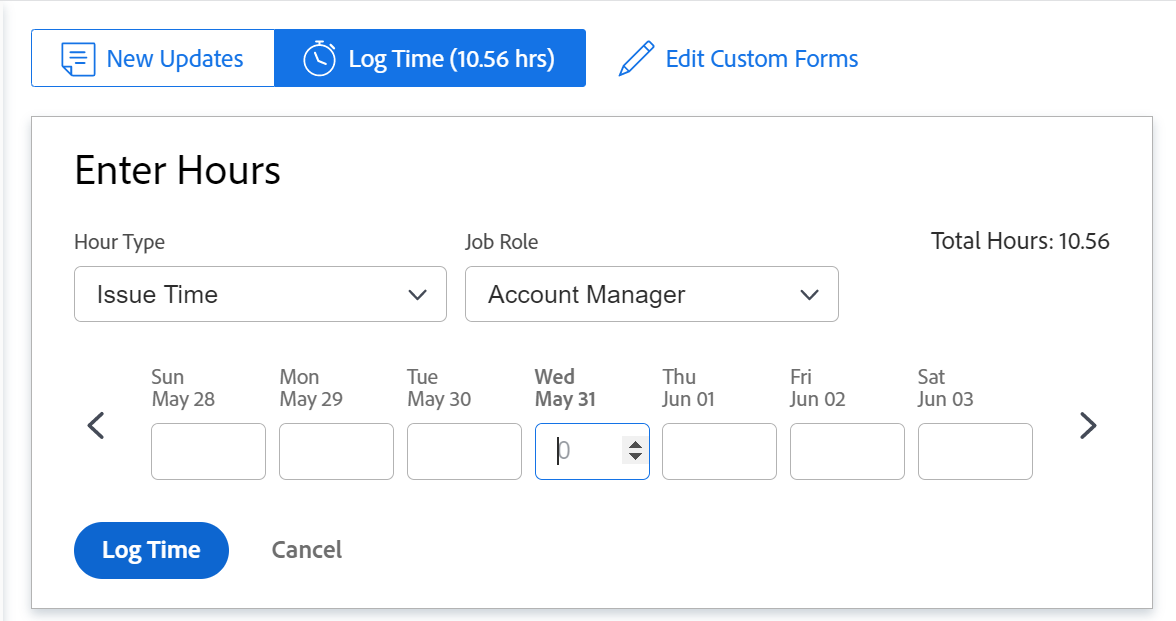 New Updates Log Time (10.56 hrs) Edit Custom Forms
Enter Hours
Hour Type Job Role Total Hours: 10.56
Issue Time Account Manager
Sun Mon Tue Wed Thu Fri Sat
May 28 May 29 May 30 May 31 Jun 01 Jun 02 Jun 03
0
Log Time Cancel